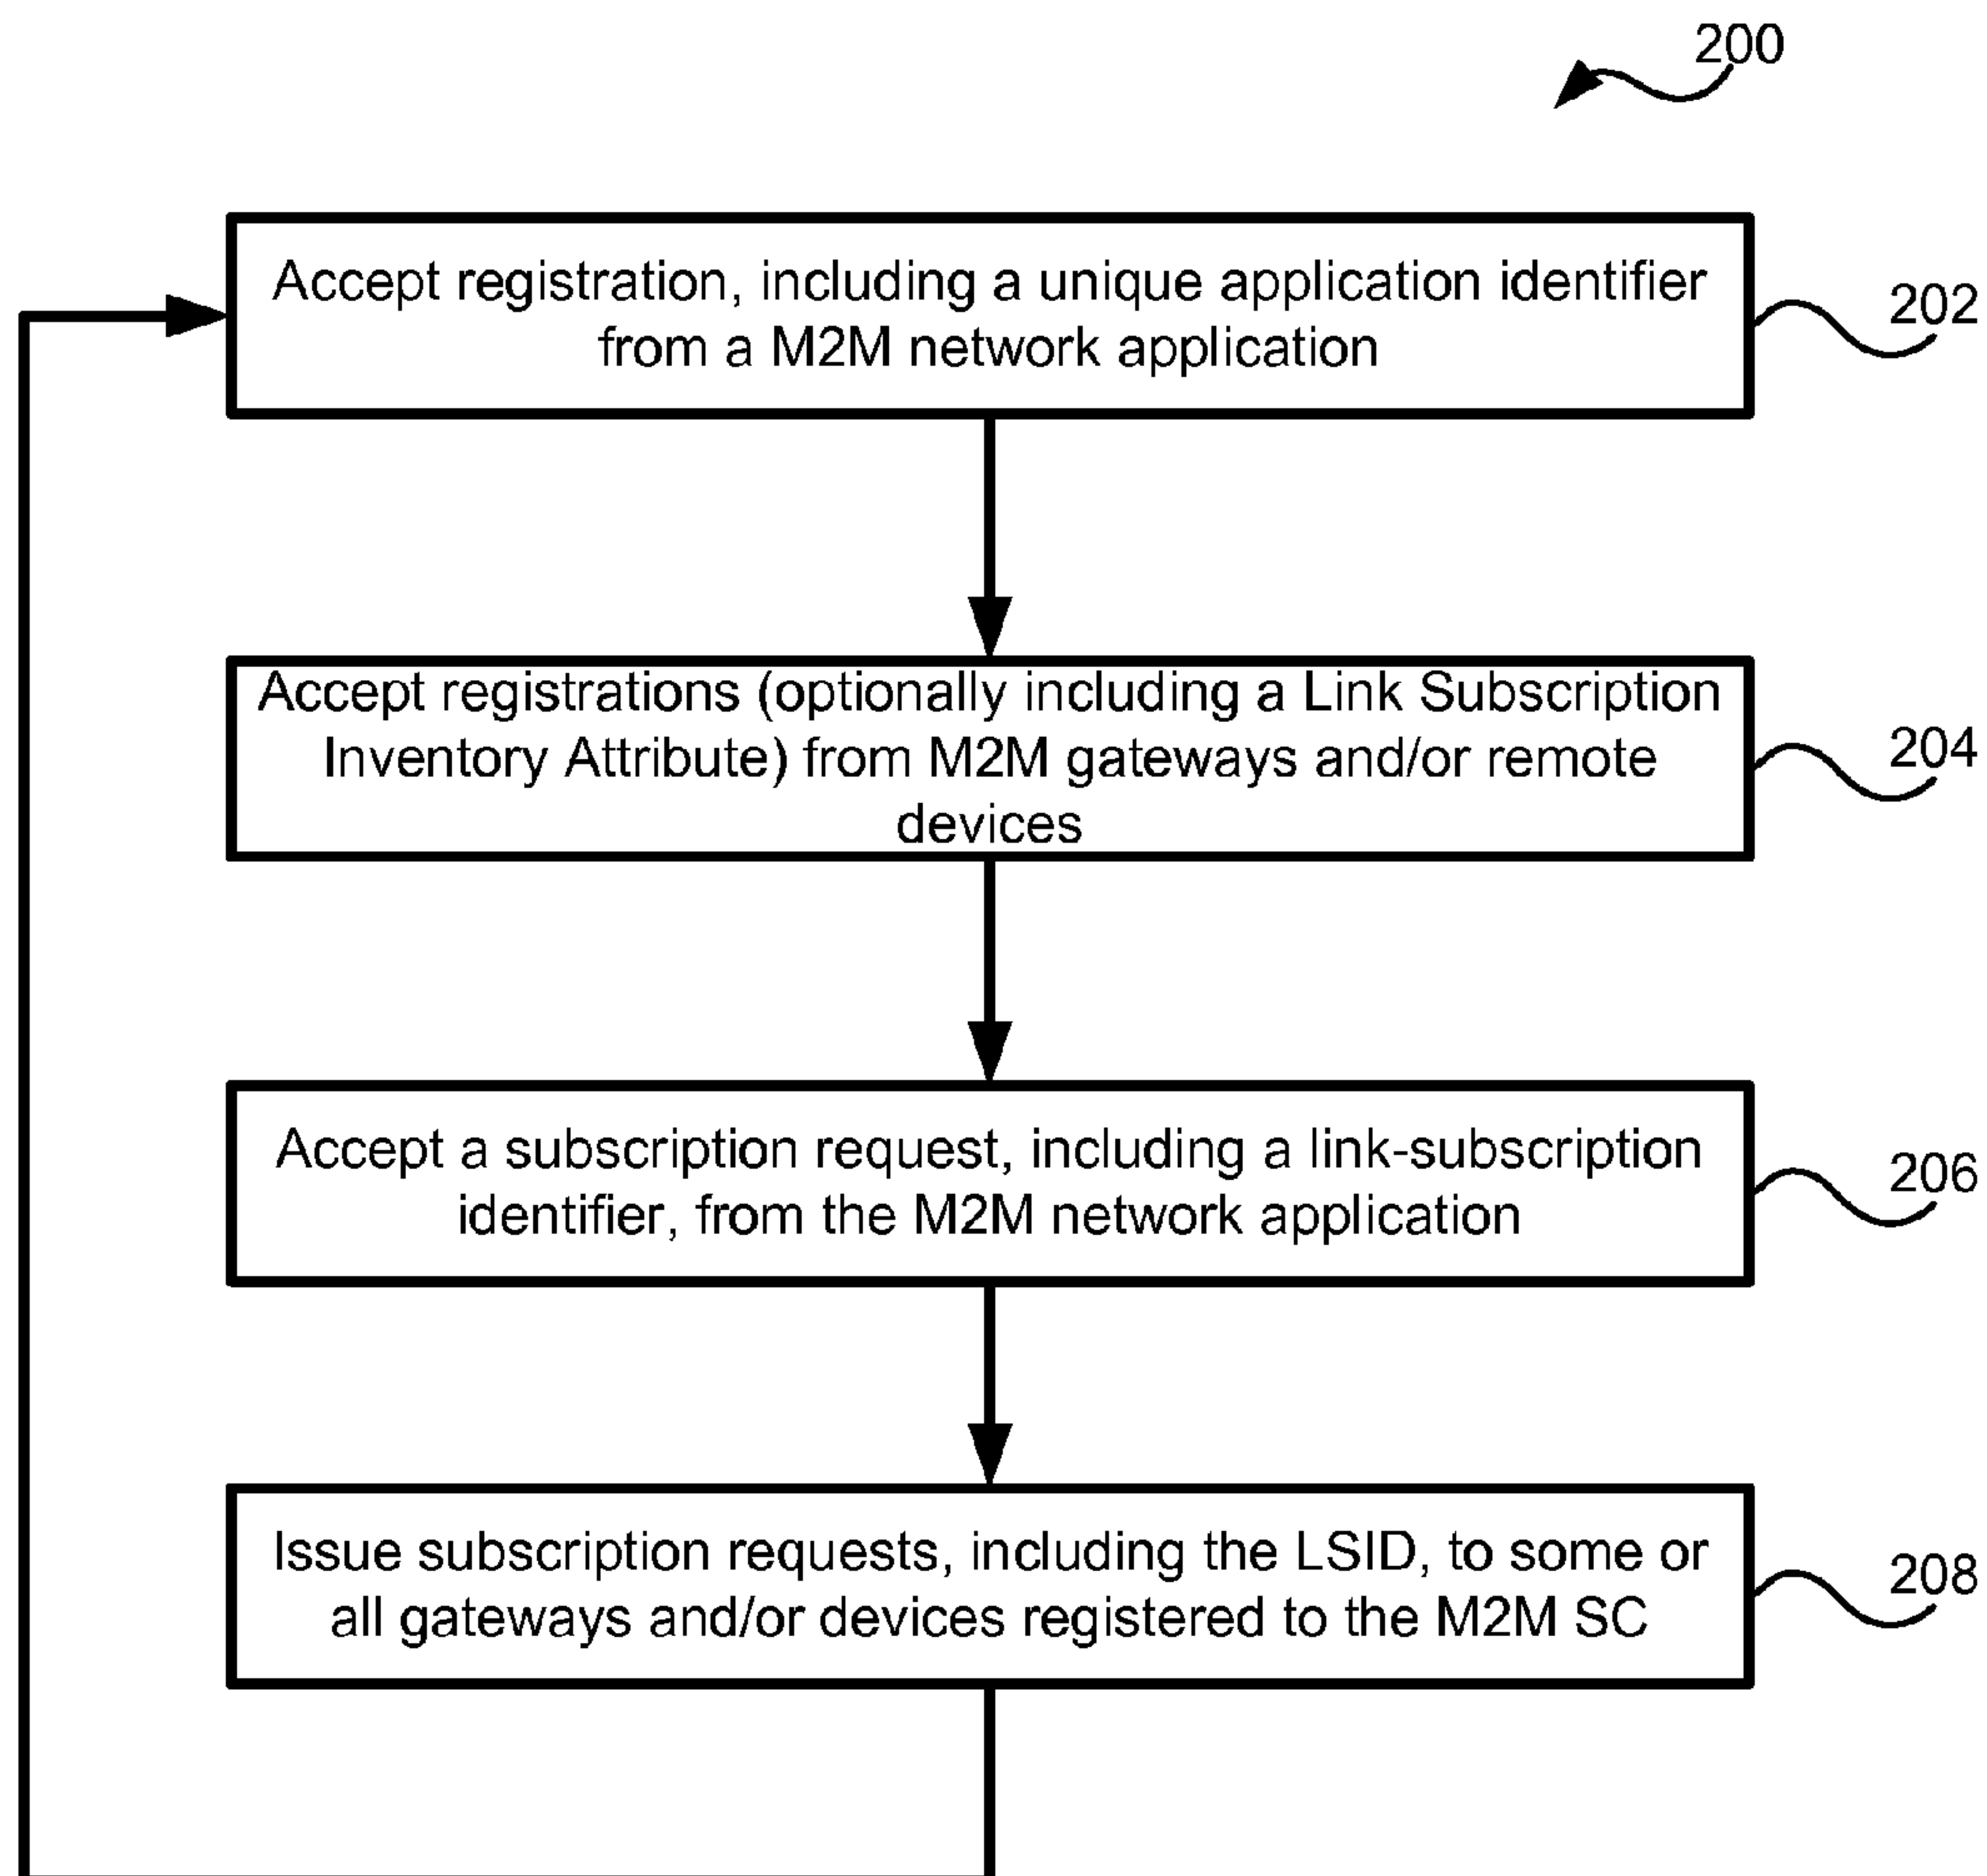 200
Accept registration, including a unique application identifier
from a M2M network application
202
Accept registrations (optionally including a Link Subscription
Inventory Attribute) from M2M gateways and/or remote
devices
204
Accept a subscription request, including a link-subscription
identifier, from the M2M network application
206
Issue subscription requests, including the LSID, to some or
all gateways and/or devices registered to the M2M SC
208